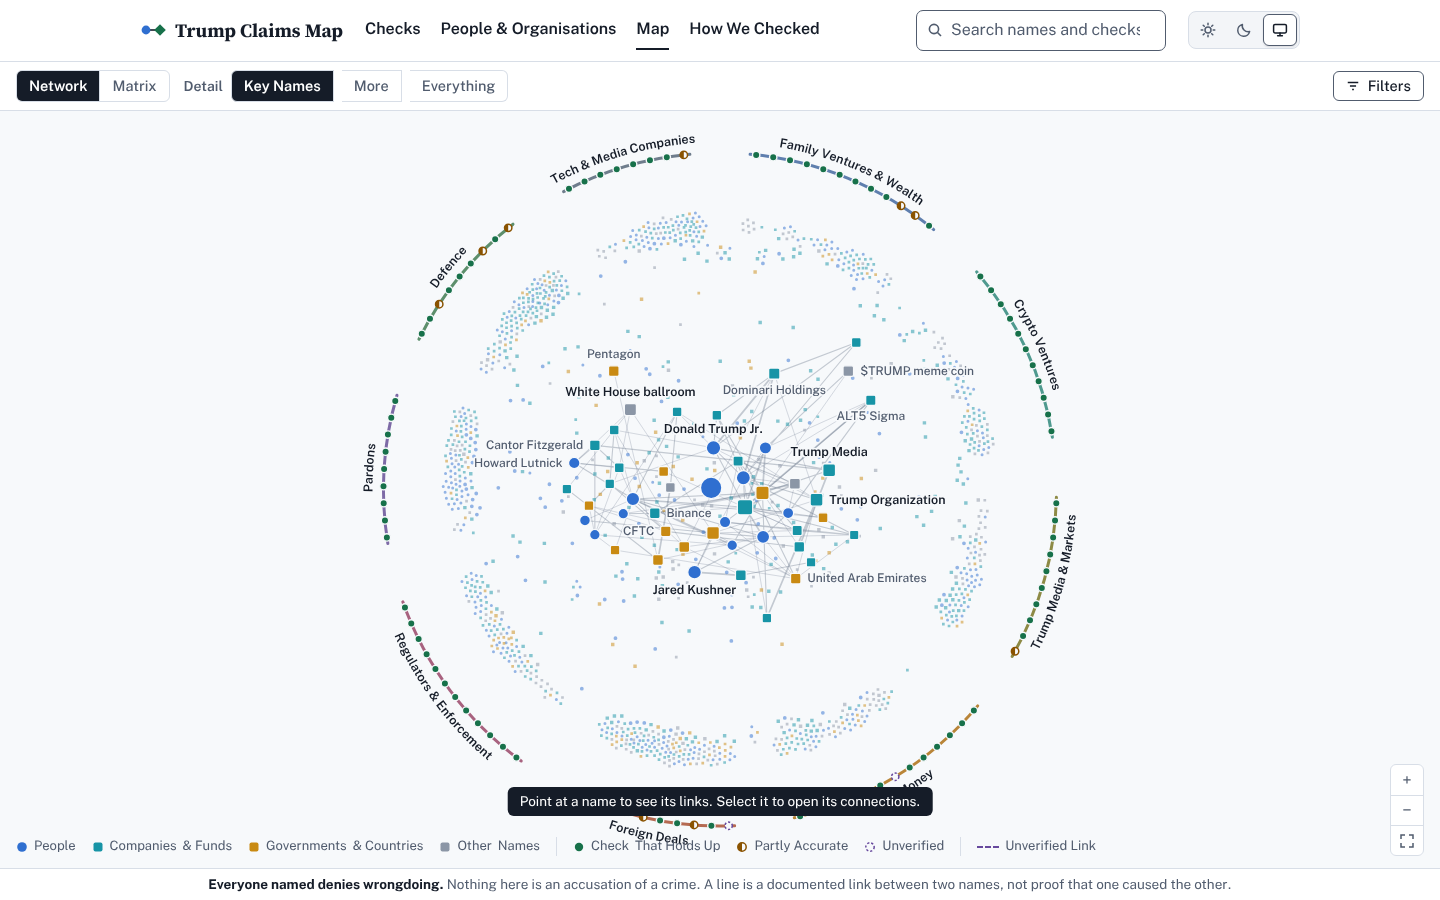 Trump Claims Map
Checks
People & Organisations
Map
How We Checked
Search names and checks
Network
Matrix
Detail
Key Names
More
Everything
Filters
Tech & Media Companies
Family Ventures & Wealth
Defence
Crypto Ventures
Pentagon
$TRUMP meme coin
White House ballroom
Dominari Holdings
ALT5 Sigma
Donald Trump Jr.
Cantor Fitzgerald
Trump Media
Howard Lutnick
Pardons
Trump Organization
Binance
CFTC
United Arab Emirates
Jared Kushner
Trump Media & Markets
Regulators & Enforcement
Money
Point at a name to see its links. Select it to open its connections.
Foreign Deals
People
Companies & Funds
Governments & Countries
Other Names
Check That Holds Up
Partly Accurate
Unverified
Unverified Link
Everyone named denies wrongdoing. Nothing here is an accusation of a crime. A line is a documented link between two names, not proof that one caused the other.